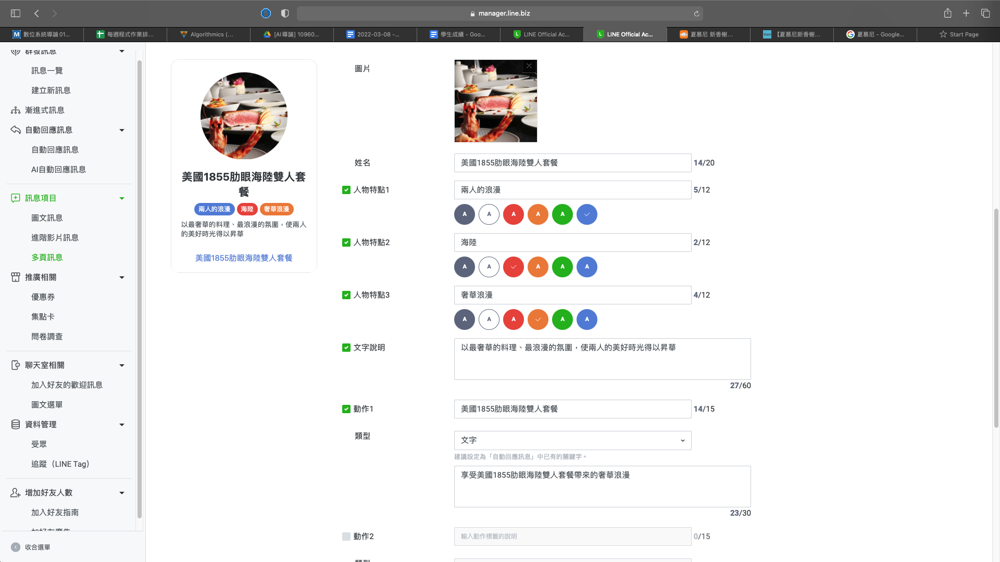 manager.line.biz
數位系統導論01...
每週程式作業排...
Algorithmics (...
[AI導論] 10960...
2022-03-08 -...
學生成績 - Goo...
LINE Official Ac...
LINE Official Ac...
夏慕尼 新香榭...
【夏慕尼新香榭...
夏慕尼 - Google...
Start Page
群發訊息
訊息一覽
建立新訊息
漸進式訊息
自動回應訊息
自動回應訊息
AI自動回應訊息
訊息項目
圖文訊息
進階影片訊息
多頁訊息
推廣相關
優惠券
集點卡
問卷調查
聊天室相關
加入好友的歡迎訊息
圖文選單
資料管理
受眾
追蹤（LINE Tag）
增加好友人數
加入好友指南
加好友廣告
收合選單
美國1855肋眼海陸雙人套
餐
兩人的浪漫 海陸 奢華浪漫
以最奢華的料理、最浪漫的氛圍，使兩人
的美好時光得以昇華
美國1855肋眼海陸雙人套餐
圖片
姓名 美國1855肋眼海陸雙人套餐 14/20
人物特點1 兩人的浪漫 5/12
A A A A A
人物特點2 海陸 2/12
A A A A A
人物特點3 奢華浪漫 4/12
A A A A A
文字說明 以最奢華的料理、最浪漫的氛圍，使兩人的美好時光得以昇華
27/60
動作1 美國1855肋眼海陸雙人套餐 14/15
類型 文字
建議設定為「自動回應訊息」中已有的關鍵字。
享受美國1855肋眼海陸雙人套餐帶來的奢華浪漫
23/30
動作2 輸入動作標籤的說明 0/15
類型